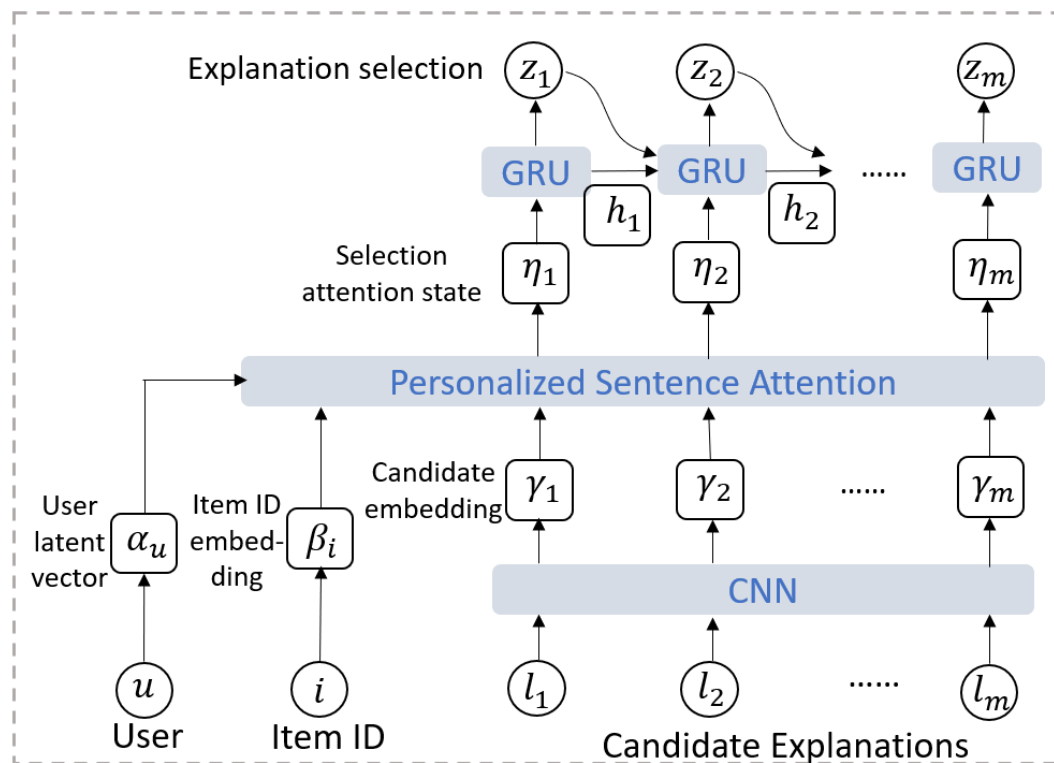 Explanation selection
z₁
z₂
zₘ
GRU
GRU
......
GRU
h₁
h₂
Selection
attention state
η₁
η₂
ηₘ
Personalized Sentence Attention
User
latent
vector
αᵤ
Item ID
embed-
ding
βᵢ
Candidate
embedding
γ₁
γ₂
......
γₘ
CNN
u
i
l₁
l₂
......
lₘ
User
Item ID
Candidate Explanations